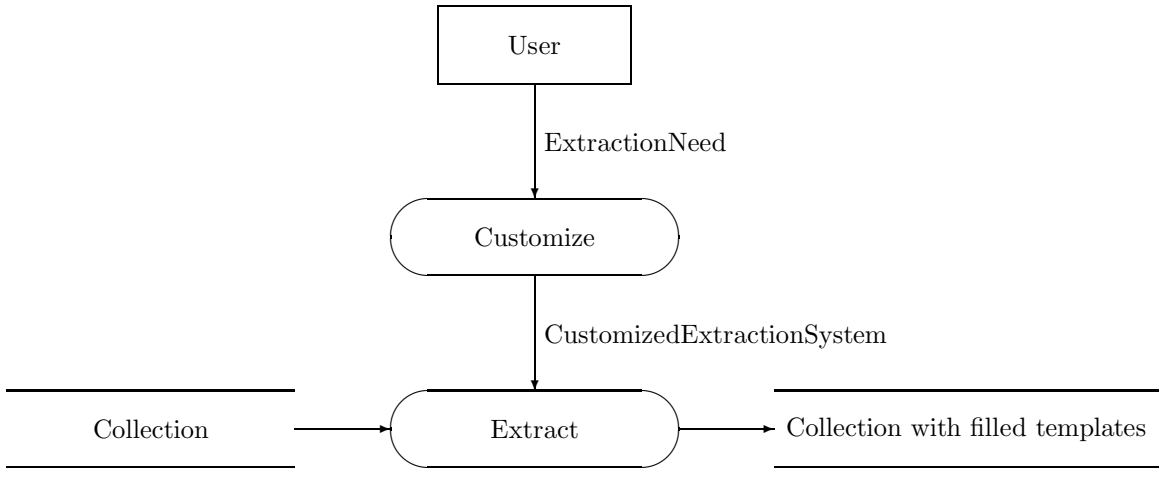 User
ExtractionNeed
Customize
CustomizedExtractionSystem
Collection
Extract
Collection with filled templates